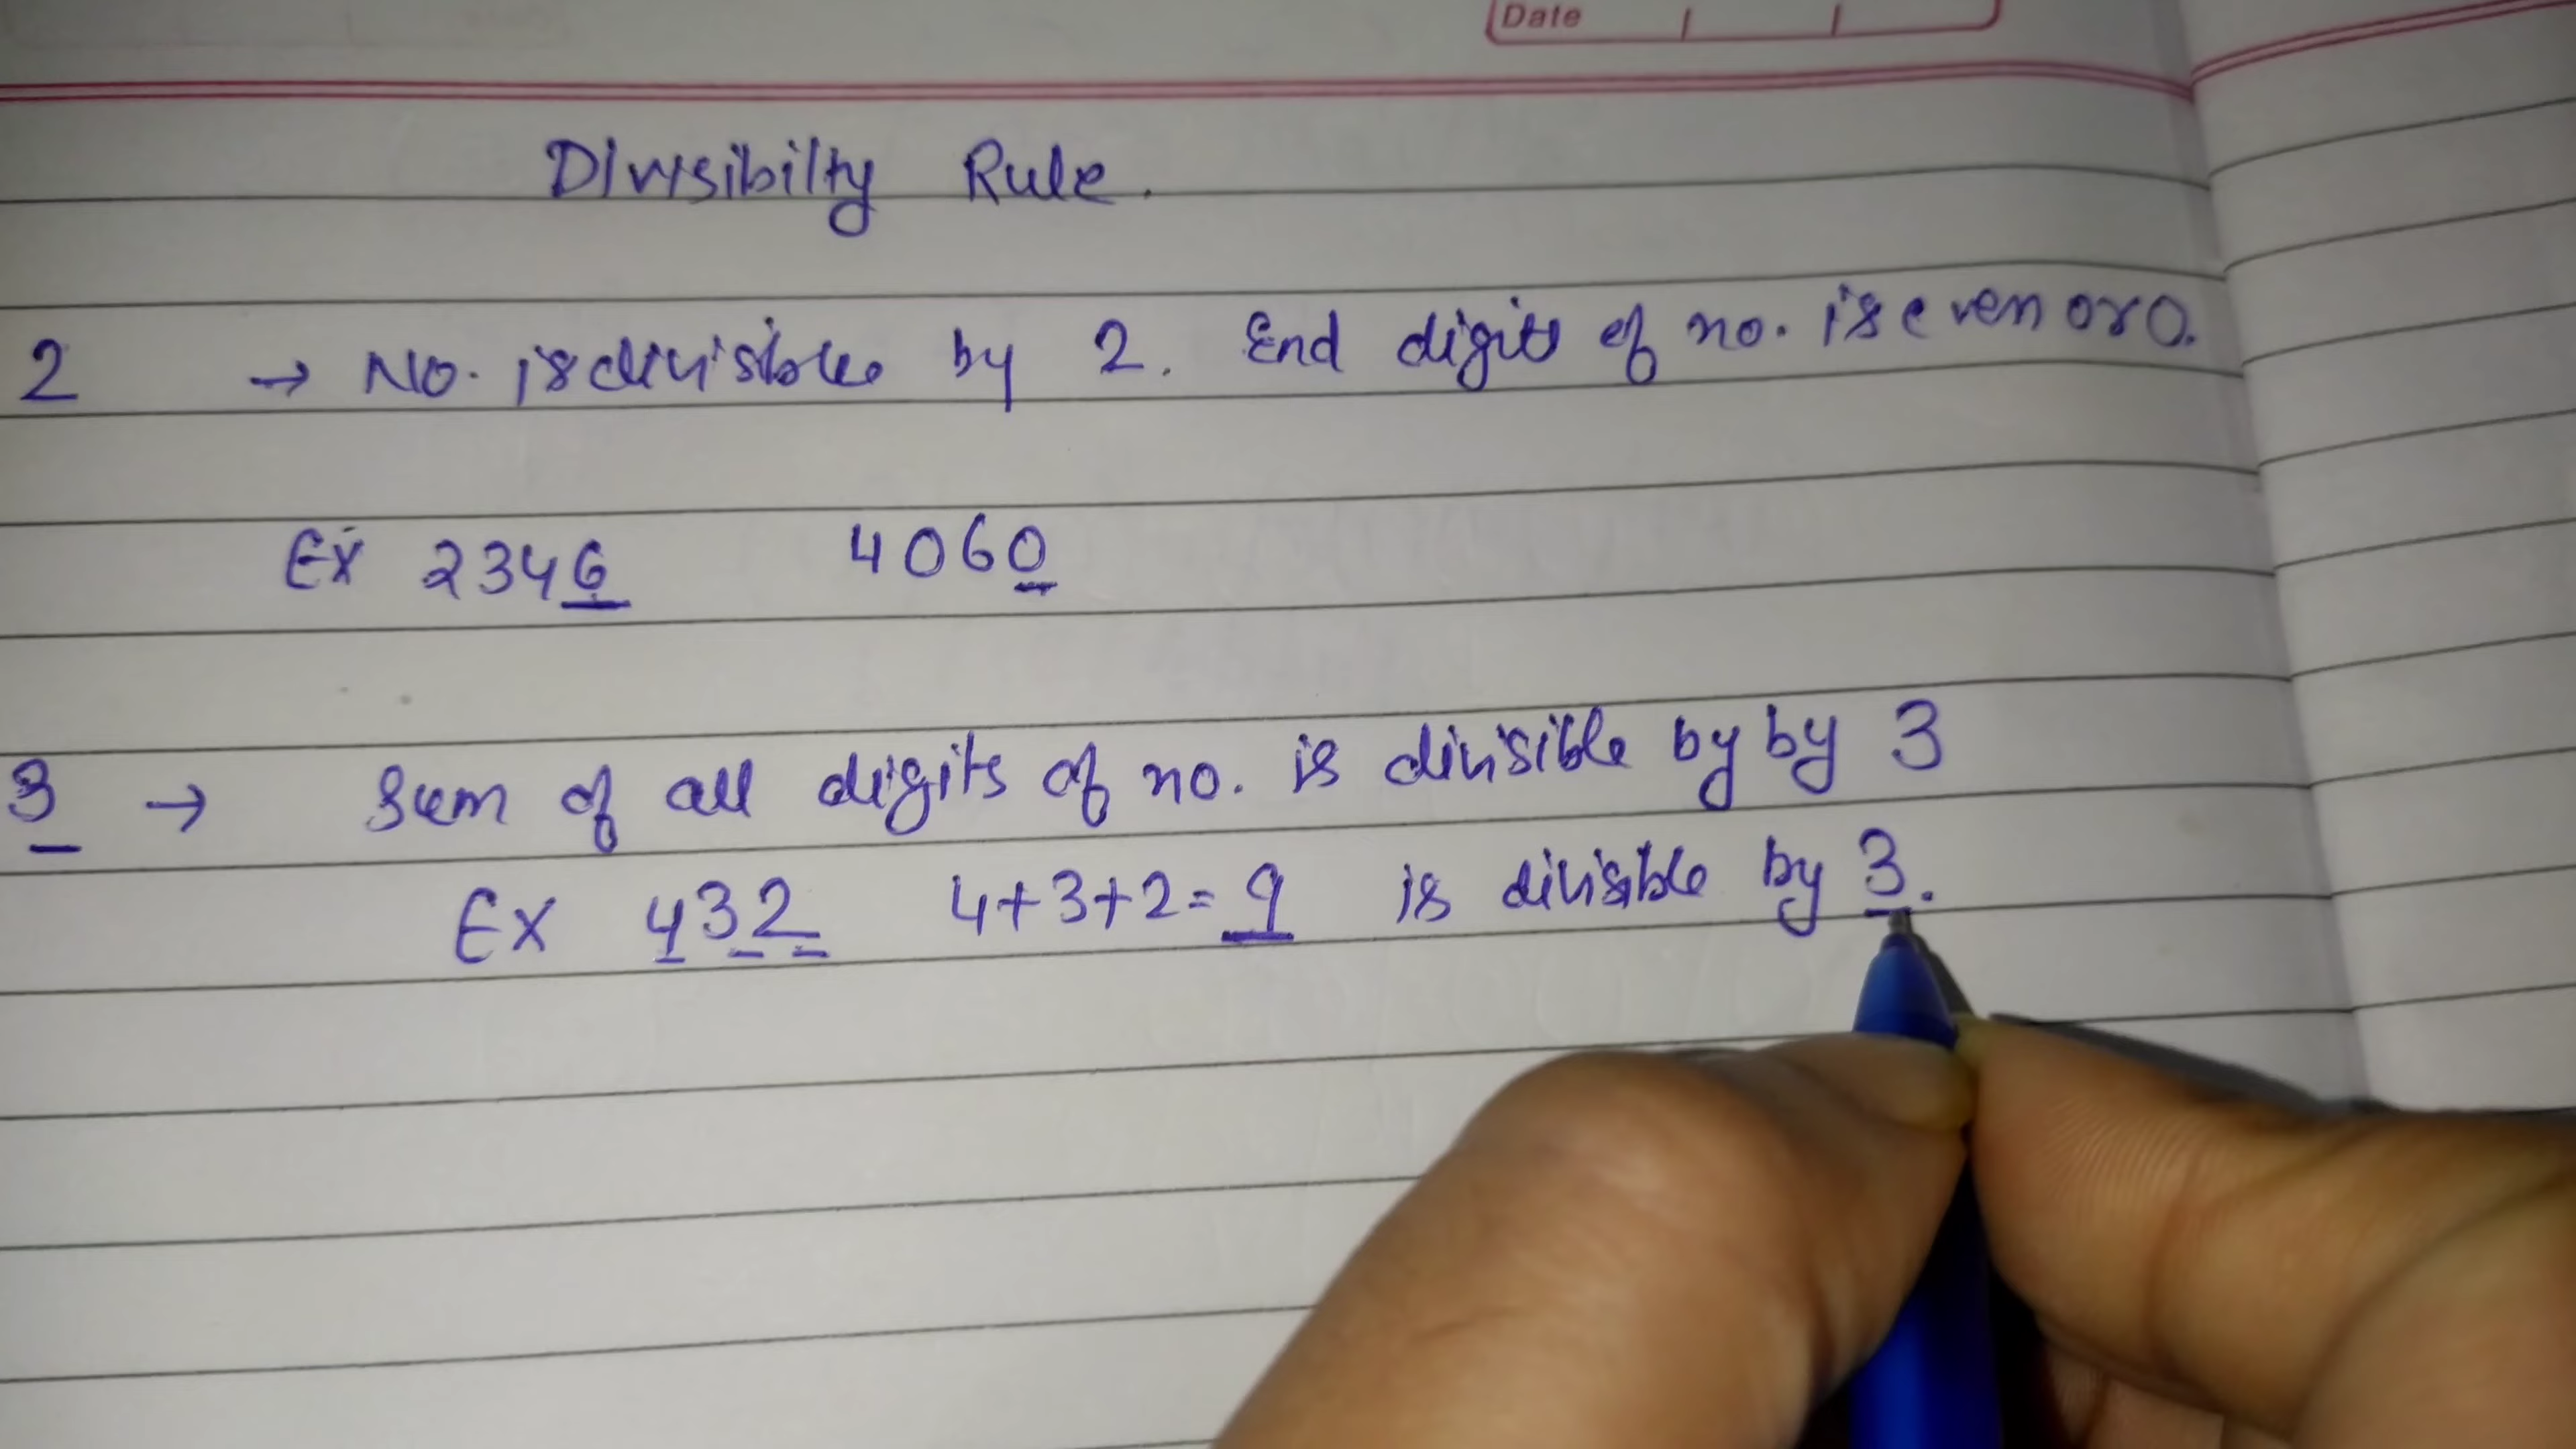 Date
Divisibilty Rule.
2 → No. is divisible by 2. End digits of no. is even or 0.
Ex 2346 4060
3 → Sum of all digits of no. is divisible by by 3
Ex 432 4+3+2=9 is divisible by 3.